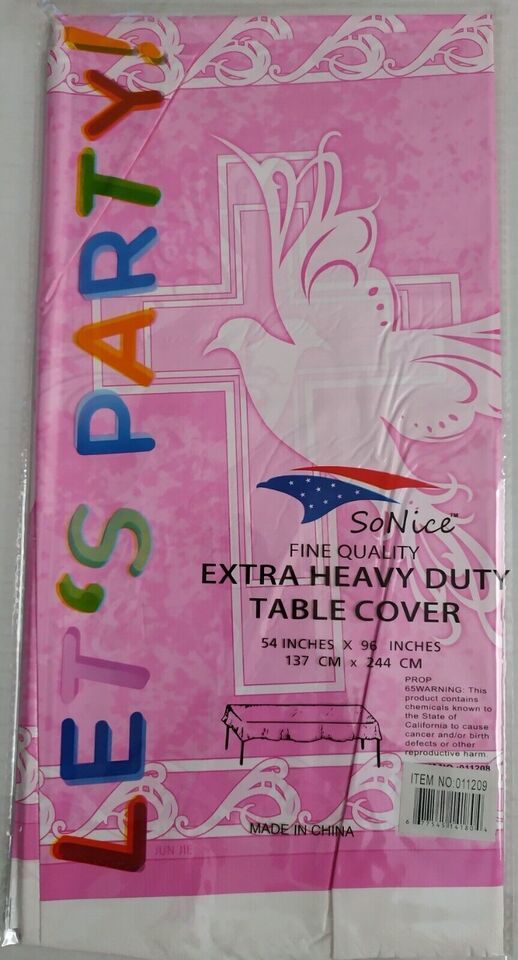 LET'S PARTY!
SoNice™
FINE QUALITY
EXTRA HEAVY DUTY
TABLE COVER
54 INCHES X 96 INCHES
137 CM x 244 CM
PROP
65WARNING: This
product contains
chemicals known to
the State of
California to cause
cancer and/or birth
defects or other
reproductive harm.
ITEM NO:011209
MADE IN CHINA